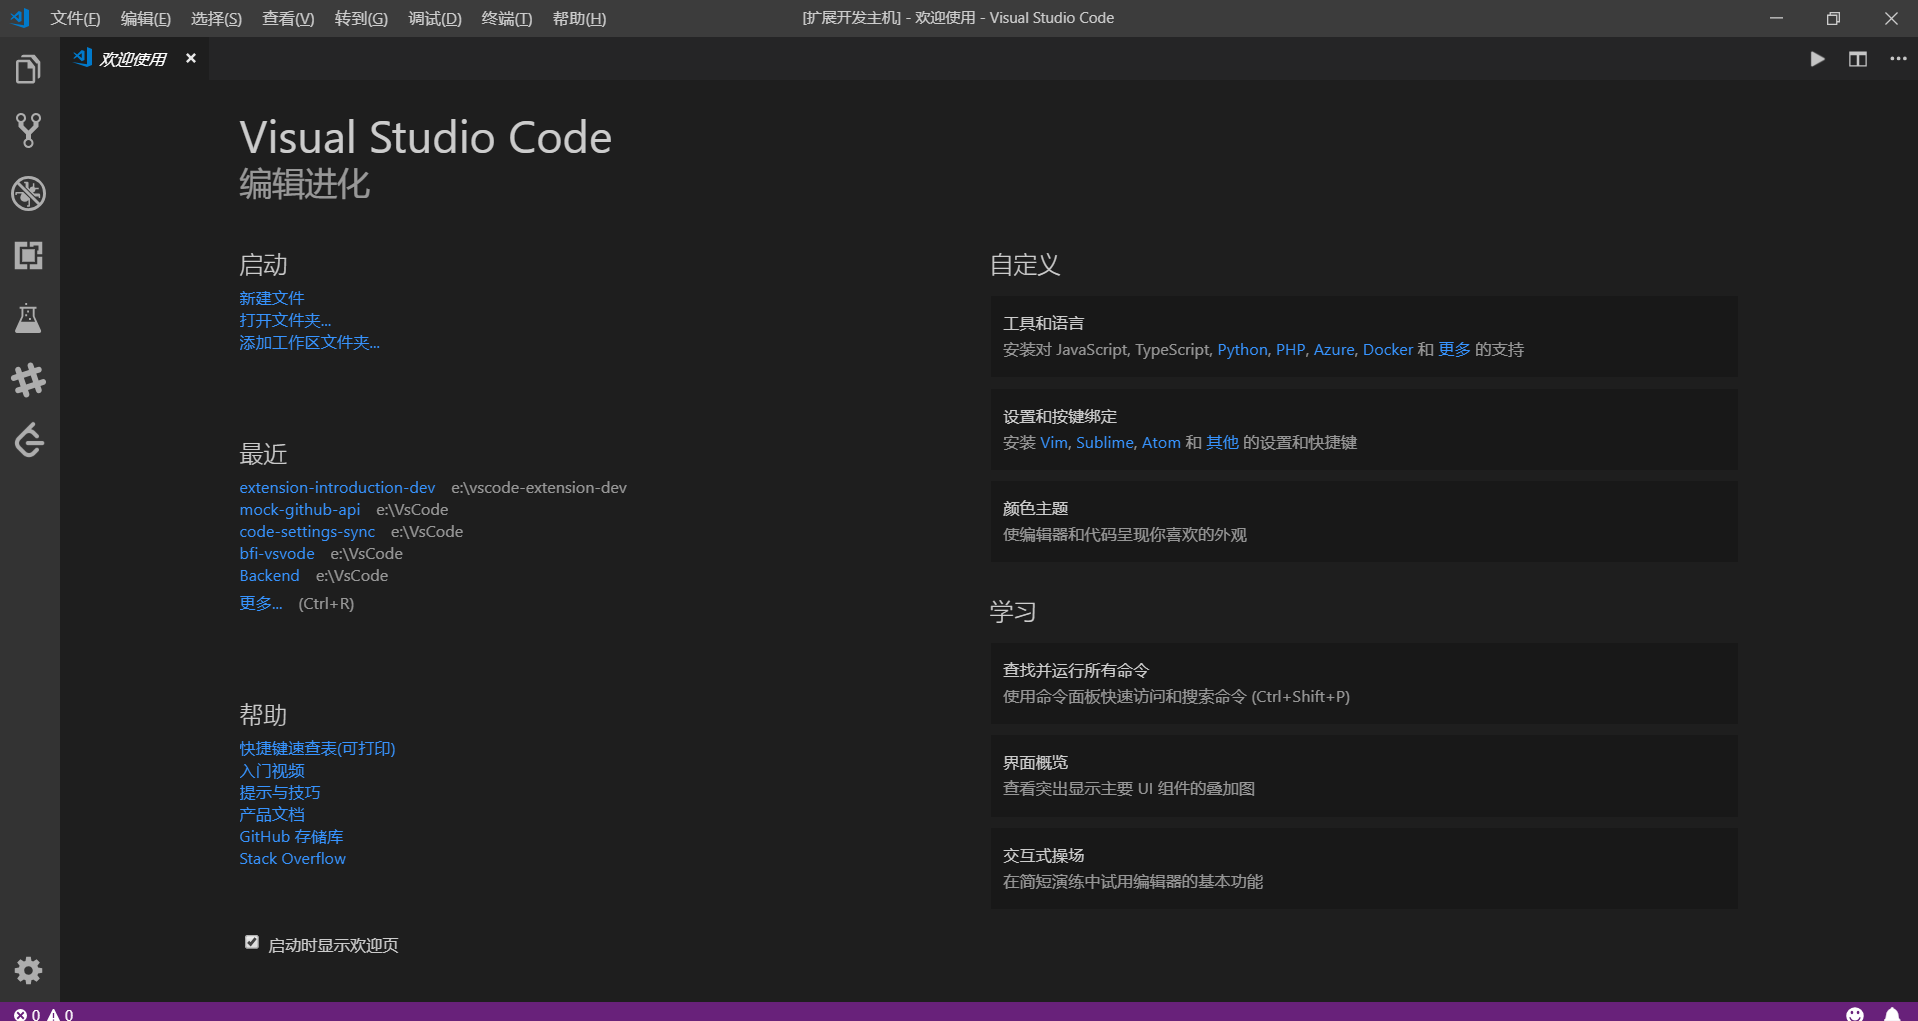 文件(F) 编辑(E) 选择(S) 查看(V) 转到(G) 调试(D) 终端(T) 帮助(H) [扩展开发主机] - 欢迎使用 - Visual Studio Code
欢迎使用
Visual Studio Code
编辑进化
启动
新建文件
打开文件夹...
添加工作区文件夹...
最近
extension-introduction-dev e:\vscode-extension-dev
mock-github-api e:\VsCode
code-settings-sync e:\VsCode
bfi-vsvode e:\VsCode
Backend e:\VsCode
更多... (Ctrl+R)
帮助
快捷键速查表(可打印)
入门视频
提示与技巧
产品文档
GitHub 存储库
Stack Overflow
启动时显示欢迎页
自定义
工具和语言
安装对 JavaScript, TypeScript, Python, PHP, Azure, Docker 和 更多 的支持
设置和按键绑定
安装 Vim, Sublime, Atom 和 其他 的设置和快捷键
颜色主题
使编辑器和代码呈现你喜欢的外观
学习
查找并运行所有命令
使用命令面板快速访问和搜索命令 (Ctrl+Shift+P)
界面概览
查看突出显示主要 UI 组件的叠加图
交互式操场
在简短演练中试用编辑器的基本功能
0 0